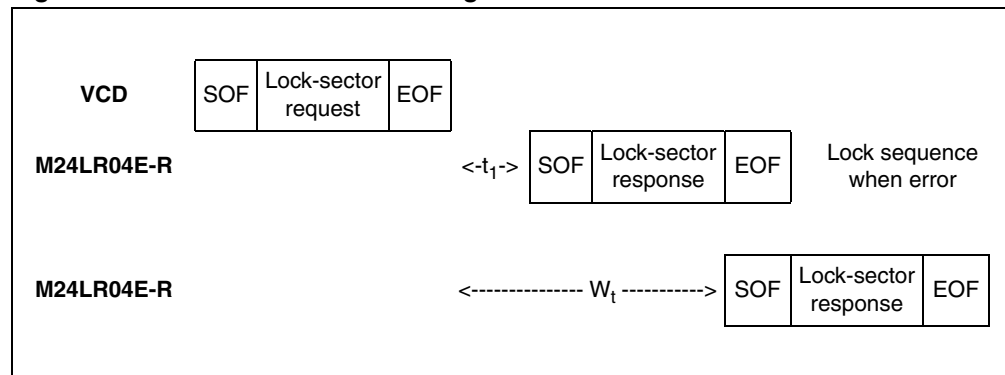 VCD SOF Lock-sector request EOF
M24LR04E-R <-t1-> SOF Lock-sector response EOF Lock sequence when error
M24LR04E-R <--------------- Wt -----------> SOF Lock-sector response EOF